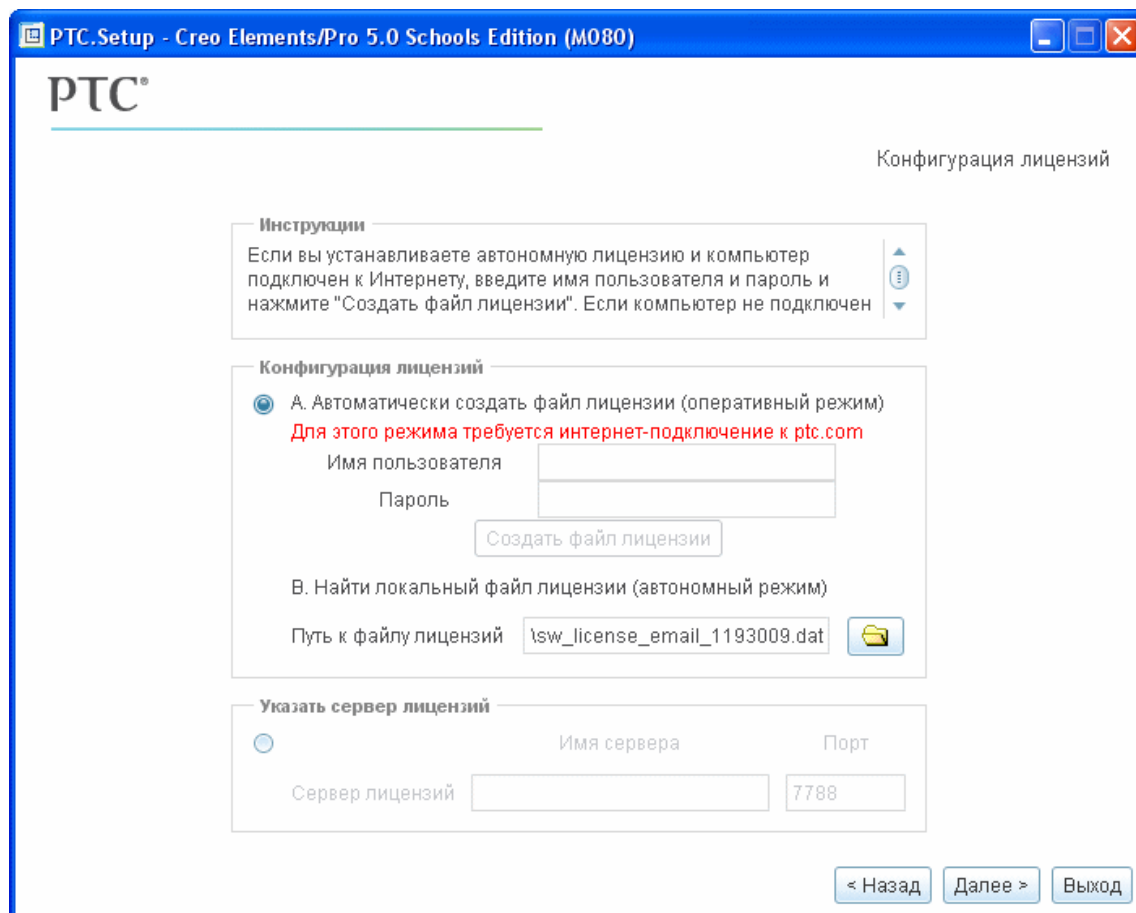 PTC.Setup - Creo Elements/Pro 5.0 Schools Edition (M080)
PTC®
Конфигурация лицензий
Инструкции
Если вы устанавливаете автономную лицензию и компьютер
подключен к Интернету, введите имя пользователя и пароль и
нажмите "Создать файл лицензии". Если компьютер не подключен
Конфигурация лицензий
A. Автоматически создать файл лицензии (оперативный режим)
Для этого режима требуется интернет-подключение к ptc.com
Имя пользователя
Пароль
Создать файл лицензии
B. Найти локальный файл лицензии (автономный режим)
Путь к файлу лицензий \sw_license_email_1193009.dat
Указать сервер лицензий
Имя сервера Порт
Сервер лицензий 7788
< Назад Далее > Выход